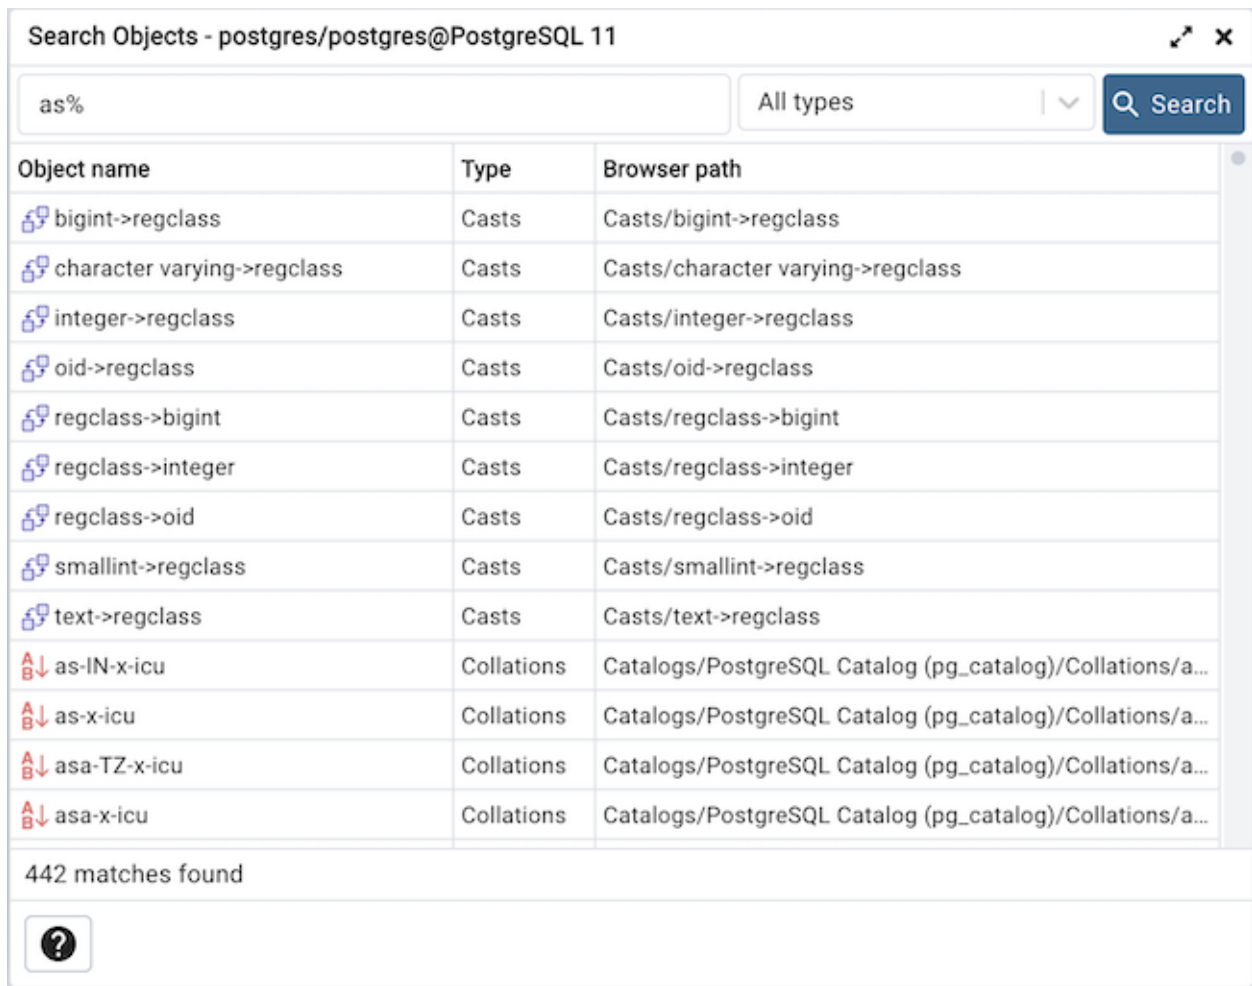 Search Objects - postgres/postgres@PostgreSQL 11
as% All types Search
Object name Type Browser path
bigint->regclass Casts Casts/bigint->regclass
character varying->regclass Casts Casts/character varying->regclass
integer->regclass Casts Casts/integer->regclass
oid->regclass Casts Casts/oid->regclass
regclass->bigint Casts Casts/regclass->bigint
regclass->integer Casts Casts/regclass->integer
regclass->oid Casts Casts/regclass->oid
smallint->regclass Casts Casts/smallint->regclass
text->regclass Casts Casts/text->regclass
as-IN-x-icu Collations Catalogs/PostgreSQL Catalog (pg_catalog)/Collations/a...
as-x-icu Collations Catalogs/PostgreSQL Catalog (pg_catalog)/Collations/a...
asa-TZ-x-icu Collations Catalogs/PostgreSQL Catalog (pg_catalog)/Collations/a...
asa-x-icu Collations Catalogs/PostgreSQL Catalog (pg_catalog)/Collations/a...
442 matches found